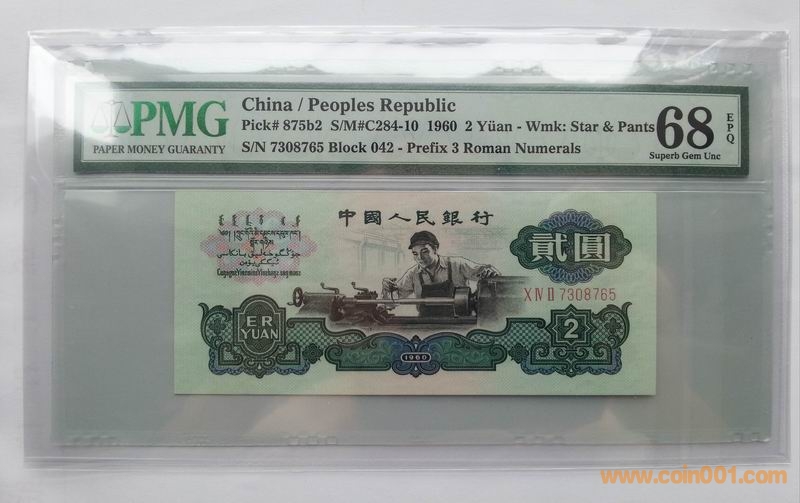 PMG
PAPER MONEY GUARANTY
China / Peoples Republic
Pick# 875b2 S/M#C284-10 1960 2 Yüan - Wmk: Star & Pants
S/N 7308765 Block 042 - Prefix 3 Roman Numerals
68
EPQ
Superb Gem Unc
中國人民銀行
貳圓
X Ⅳ Ⅱ 7308765
ER
YUAN
1960
2
www.coin001.com